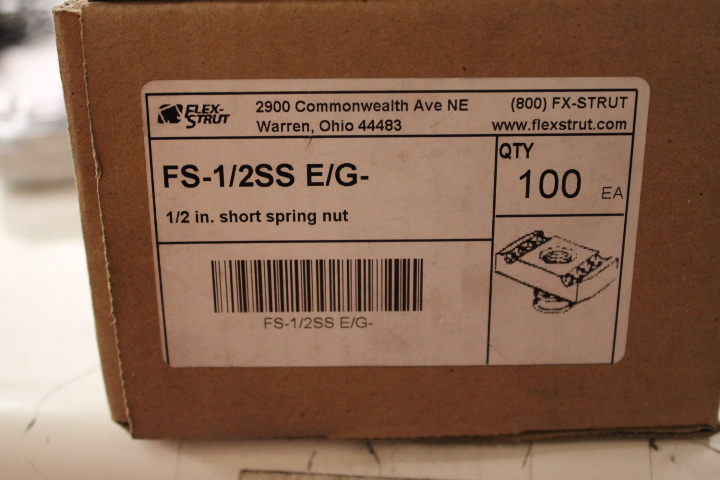 FLEX-STRUT
2900 Commonwealth Ave NE
Warren, Ohio 44483
(800) FX-STRUT
www.flexstrut.com
FS-1/2SS E/G-
1/2 in. short spring nut
QTY
100 EA
FS-1/2SS E/G-